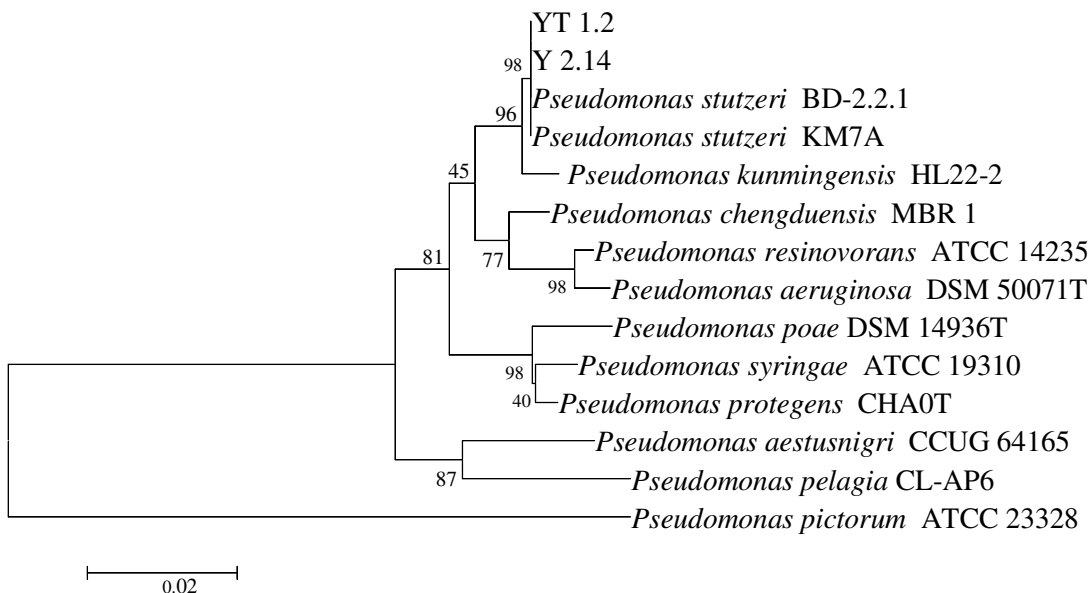 YT 1.2
98
Y 2.14
Pseudomonas stutzeri BD-2.2.1
96
Pseudomonas stutzeri KM7A
45
Pseudomonas kunmingensis HL22-2
Pseudomonas chengduensis MBR 1
81
77
Pseudomonas resinovorans ATCC 14235
98
Pseudomonas aeruginosa DSM 50071T
Pseudomonas poae DSM 14936T
98
Pseudomonas syringae ATCC 19310
40
Pseudomonas protegens CHA0T
Pseudomonas aestusnigri CCUG 64165
87
Pseudomonas pelagia CL-AP6
Pseudomonas pictorum ATCC 23328
0.02